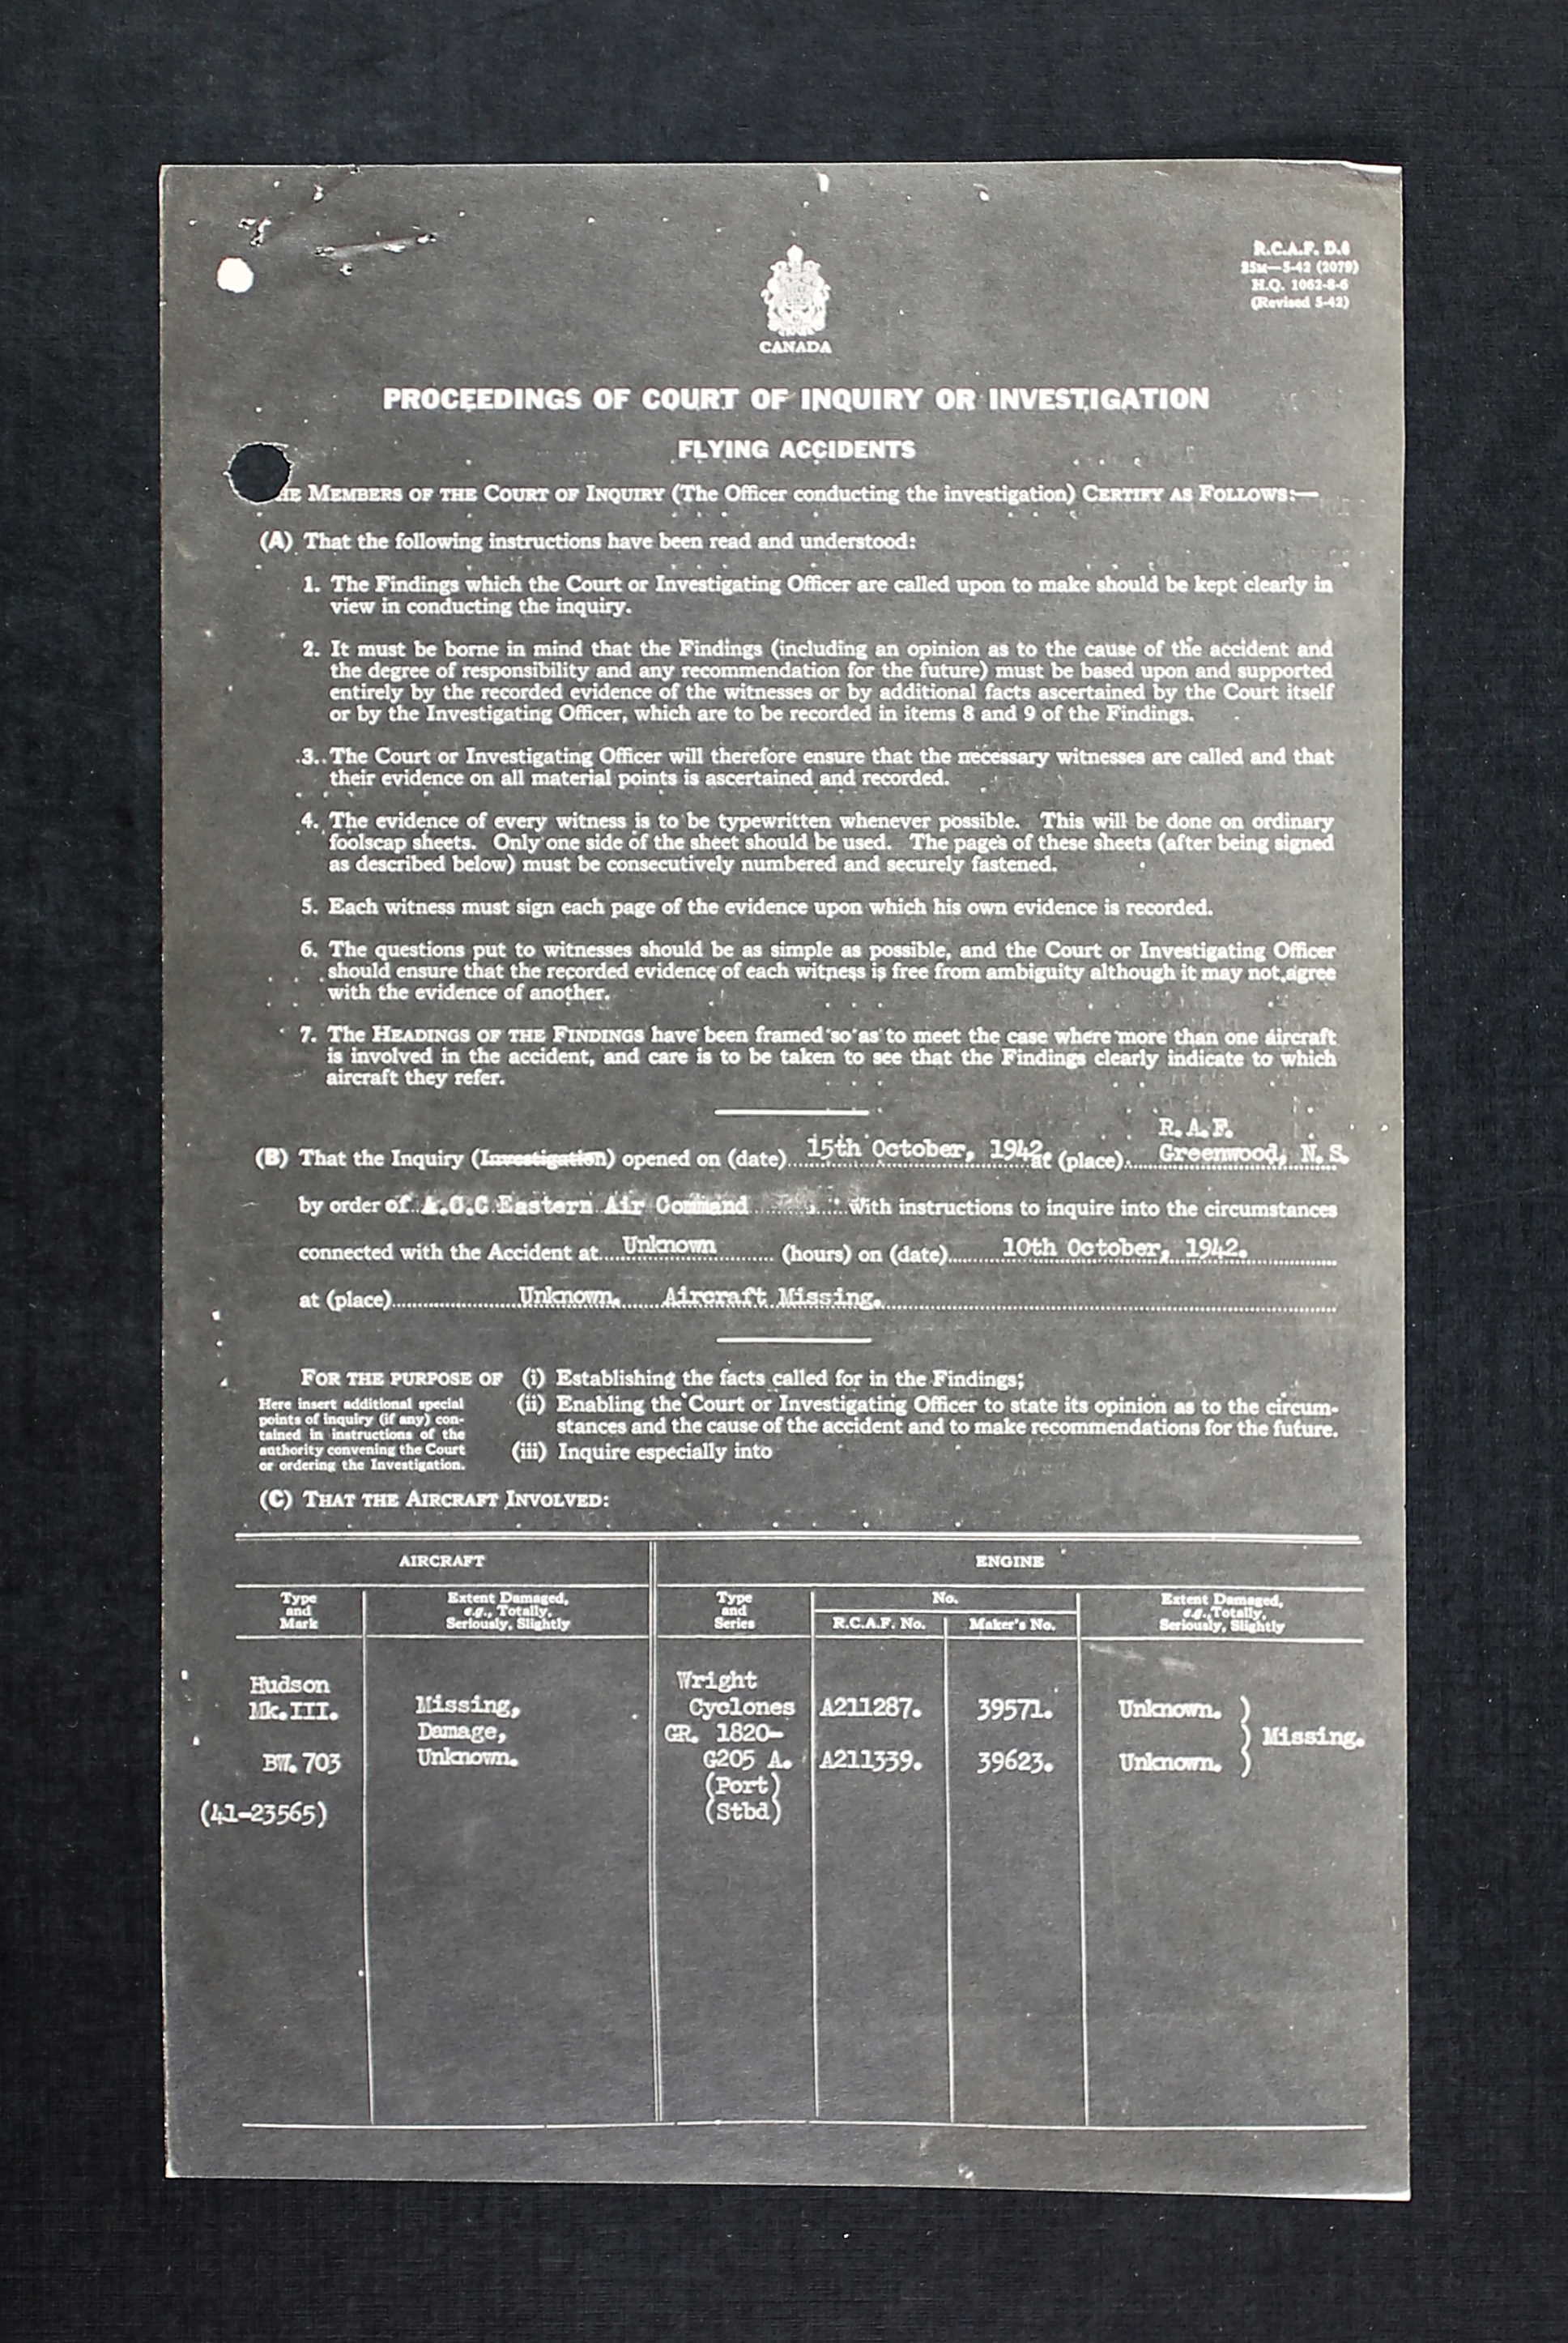 R.C.A.F. D.6
25M—5-42 (2079)
H.Q. 1062-8-6
(Revised 5-42)
CANADA
PROCEEDINGS OF COURT OF INQUIRY OR INVESTIGATION
FLYING ACCIDENTS
HE MEMBERS OF THE COURT OF INQUIRY (The Officer conducting the investigation) CERTIFY AS FOLLOWS:—
(A) That the following instructions have been read and understood:
1. The Findings which the Court or Investigating Officer are called upon to make should be kept clearly in
view in conducting the inquiry.
2. It must be borne in mind that the Findings (including an opinion as to the cause of the accident and
the degree of responsibility and any recommendation for the future) must be based upon and supported
entirely by the recorded evidence of the witnesses or by additional facts ascertained by the Court itself
or by the Investigating Officer, which are to be recorded in items 8 and 9 of the Findings.
3. The Court or Investigating Officer will therefore ensure that the necessary witnesses are called and that
their evidence on all material points is ascertained and recorded.
4. The evidence of every witness is to be typewritten whenever possible. This will be done on ordinary
foolscap sheets. Only one side of the sheet should be used. The pages of these sheets (after being signed
as described below) must be consecutively numbered and securely fastened.
5. Each witness must sign each page of the evidence upon which his own evidence is recorded.
6. The questions put to witnesses should be as simple as possible, and the Court or Investigating Officer
should ensure that the recorded evidence of each witness is free from ambiguity although it may not agree
with the evidence of another.
7. The HEADINGS OF THE FINDINGS have been framed so as to meet the case where more than one aircraft
is involved in the accident, and care is to be taken to see that the Findings clearly indicate to which
aircraft they refer.
R.A.F.
(B) That the Inquiry (Investigation) opened on (date) 15th October, 1942. at (place) Greenwood, N.S.
by order of A.O.C Eastern Air Command With instructions to inquire into the circumstances
connected with the Accident at Unknown (hours) on (date) 10th October, 1942.
at (place) Unknown. Aircraft Missing.
FOR THE PURPOSE OF (i) Establishing the facts called for in the Findings;
Here insert additional special
points of inquiry (if any) con-
tained in instructions of the
authority convening the Court
or ordering the Investigation.
(ii) Enabling the Court or Investigating Officer to state its opinion as to the circum-
stances and the cause of the accident and to make recommendations for the future.
(iii) Inquire especially into
(C) THAT THE AIRCRAFT INVOLVED:
AIRCRAFT ENGINE
Type
and
Mark
Extent Damaged,
e.g., Totally,
Seriously, Slightly
Type
and
Series
No.
R.C.A.F. No. Maker's No.
Extent Damaged,
e.g., Totally,
Seriously, Slightly
Hudson
Mk.III.
BW. 703
(41-23565)
Missing,
Damage,
Unknown.
Wright
Cyclones
GR. 1820-
G205 A.
(Port)
(Stbd)
A211287.
A211339.
39571.
39623.
Unknown.
Unknown.
Missing.